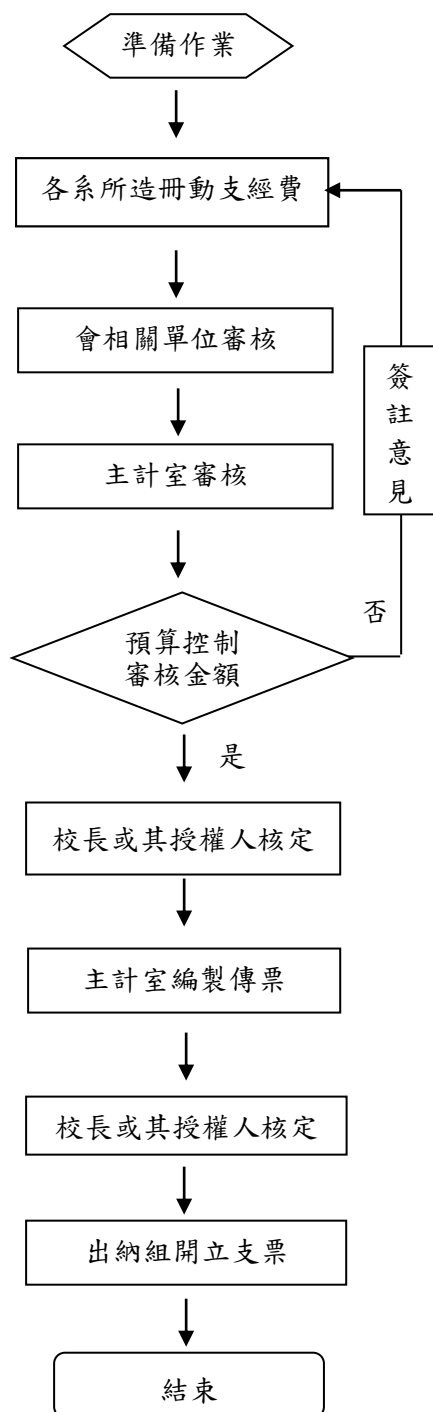 準備作業
各系所造冊動支經費
會相關單位審核
簽
註
意
見
主計室審核
否
預算控制
審核金額
是
校長或其授權人核定
主計室編製傳票
校長或其授權人核定
出納組開立支票
結束